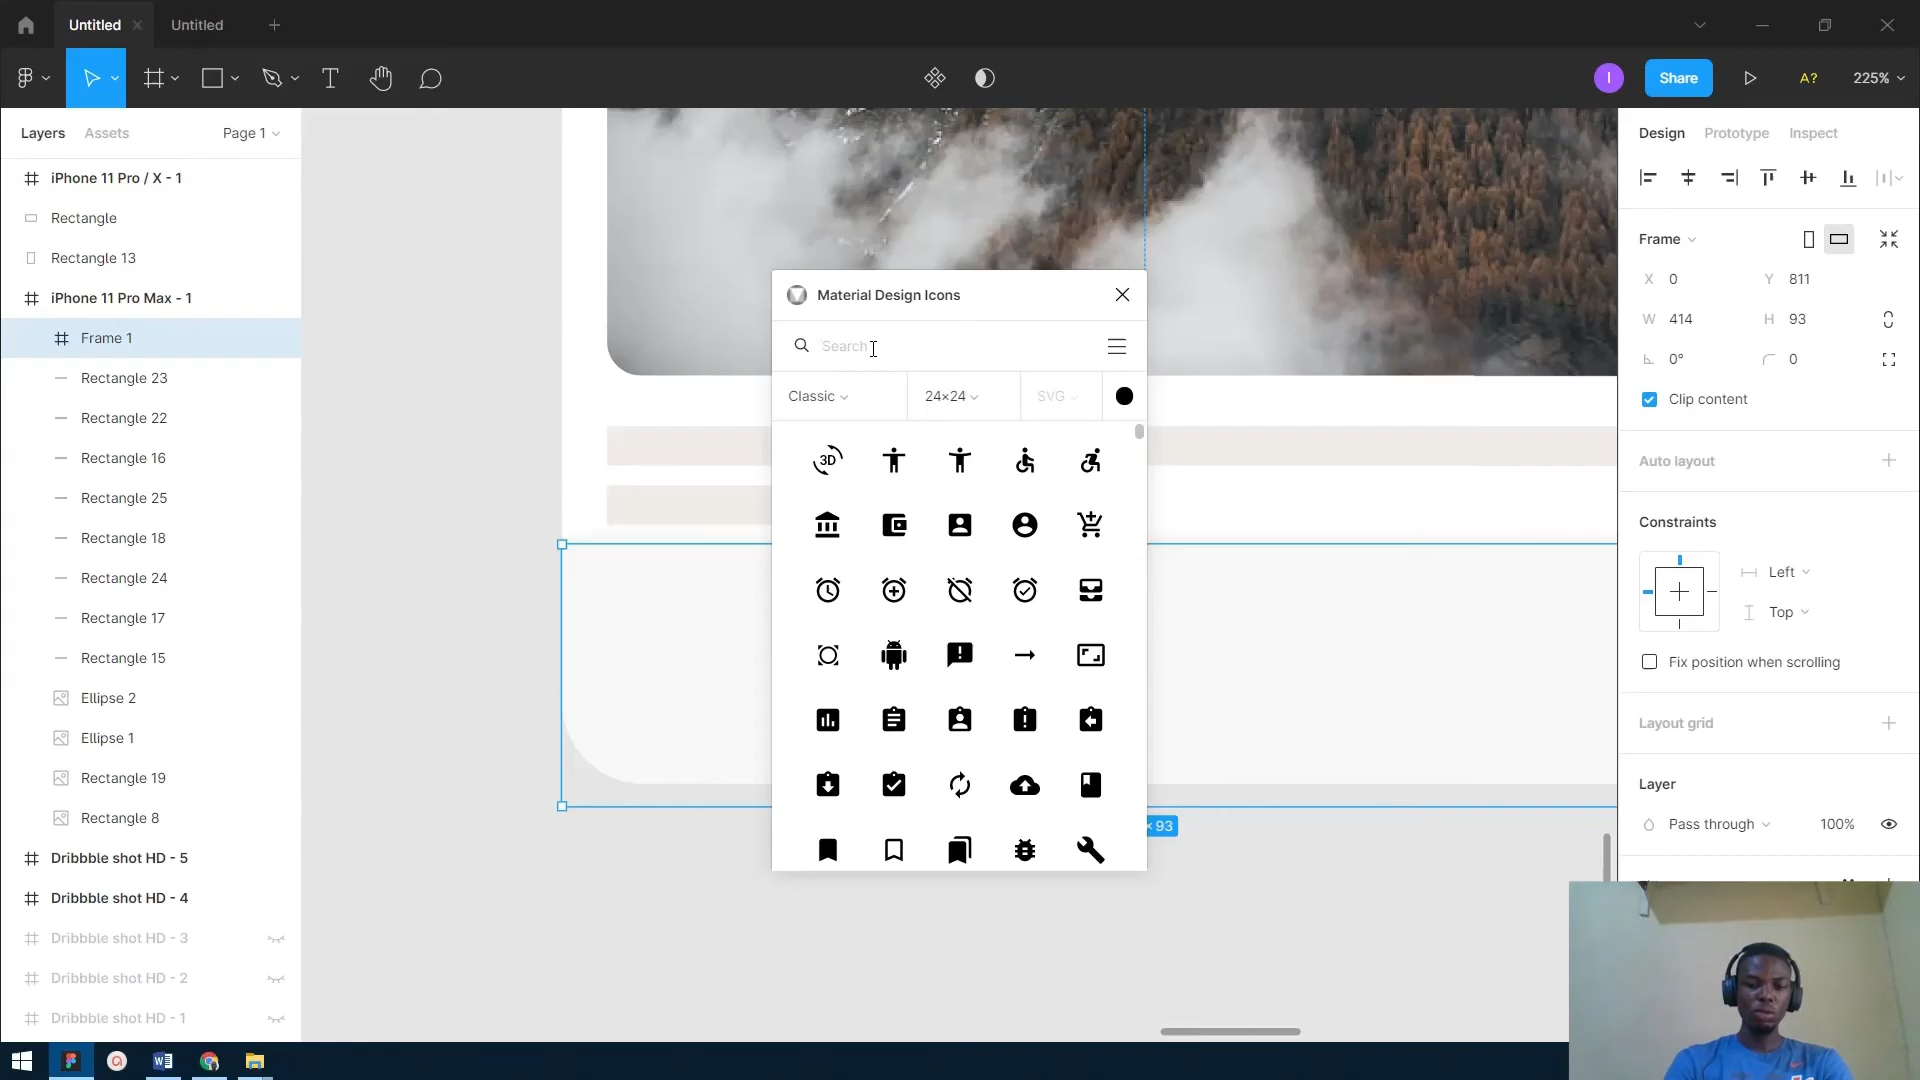 Untitled
Untitled
I
Share
A?
225%
Layers
Assets
Page 1
Design
Prototype
Inspect
iPhone 11 Pro / X - 1
Rectangle
Rectangle 13
iPhone 11 Pro Max - 1
Frame 1
Rectangle 23
Rectangle 22
Rectangle 16
Rectangle 25
Rectangle 18
Rectangle 24
Rectangle 17
Rectangle 15
Ellipse 2
Ellipse 1
Rectangle 19
Rectangle 8
Dribbble shot HD - 5
Dribbble shot HD - 4
Dribbble shot HD - 3
Dribbble shot HD - 2
Dribbble shot HD - 1
Material Design Icons
Search
Classic
24×24
SVG
3D
× 93
Frame
X 0
Y 811
W 414
H 93
0°
0
Clip content
Auto layout
Constraints
Left
Top
Fix position when scrolling
Layout grid
Layer
Pass through
100%